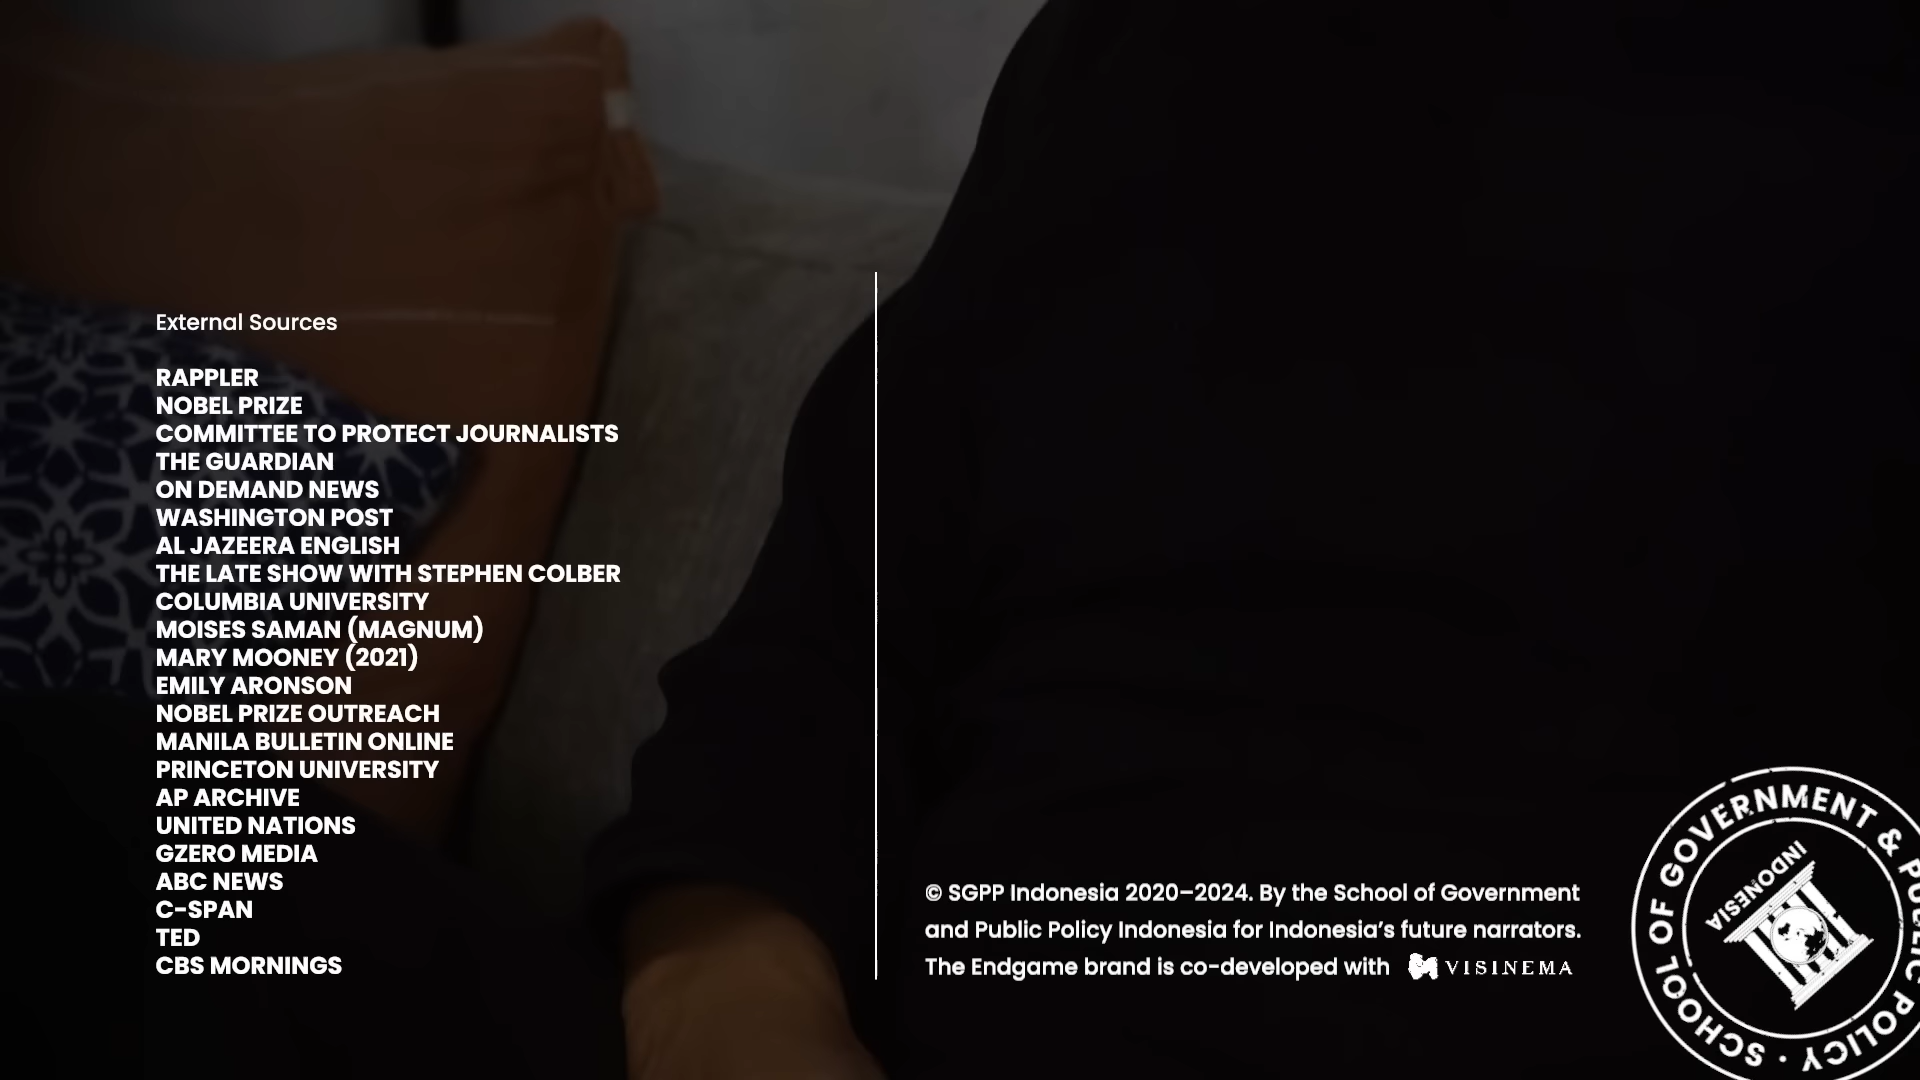 External Sources
RAPPLER
NOBEL PRIZE
COMMITTEE TO PROTECT JOURNALISTS
THE GUARDIAN
ON DEMAND NEWS
WASHINGTON POST
AL JAZEERA ENGLISH
THE LATE SHOW WITH STEPHEN COLBER
COLUMBIA UNIVERSITY
MOISES SAMAN (MAGNUM)
MARY MOONEY (2021)
EMILY ARONSON
NOBEL PRIZE OUTREACH
MANILA BULLETIN ONLINE
PRINCETON UNIVERSITY
AP ARCHIVE
UNITED NATIONS
GZERO MEDIA
ABC NEWS
C-SPAN
TED
CBS MORNINGS
© SGPP Indonesia 2020–2024. By the School of Government
and Public Policy Indonesia for Indonesia’s future narrators.
The Endgame brand is co-developed with VISINEMA
SCHOOL OF GOVERNMENT & PUBLIC POLICY ·
INDONESIA